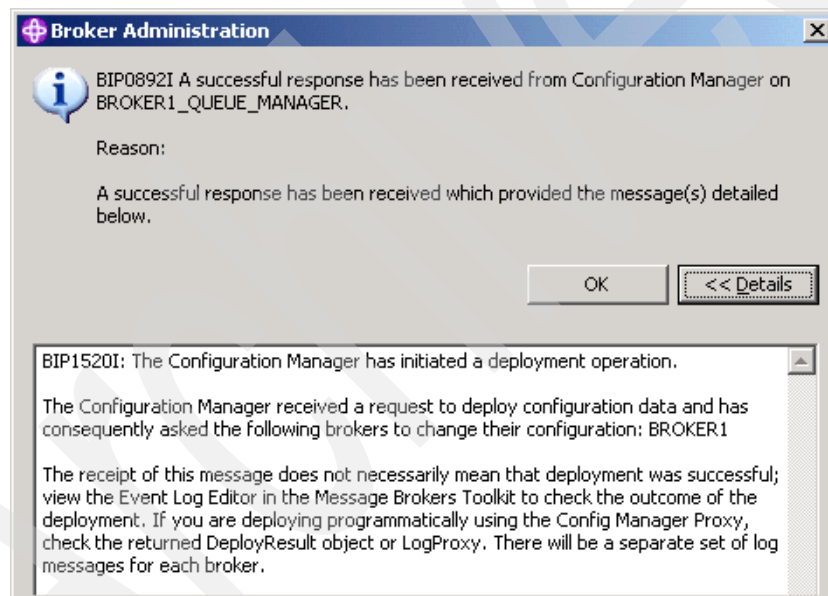 Broker Administration
BIP0892I A successful response has been received from Configuration Manager on
BROKER1_QUEUE_MANAGER.
Reason:
A successful response has been received which provided the message(s) detailed
below.
OK
<< Details
BIP1520I: The Configuration Manager has initiated a deployment operation.
The Configuration Manager received a request to deploy configuration data and has
consequently asked the following brokers to change their configuration: BROKER1
The receipt of this message does not necessarily mean that deployment was successful;
view the Event Log Editor in the Message Brokers Toolkit to check the outcome of the
deployment. If you are deploying programmatically using the Config Manager Proxy,
check the returned DeployResult object or LogProxy. There will be a separate set of log
messages for each broker.